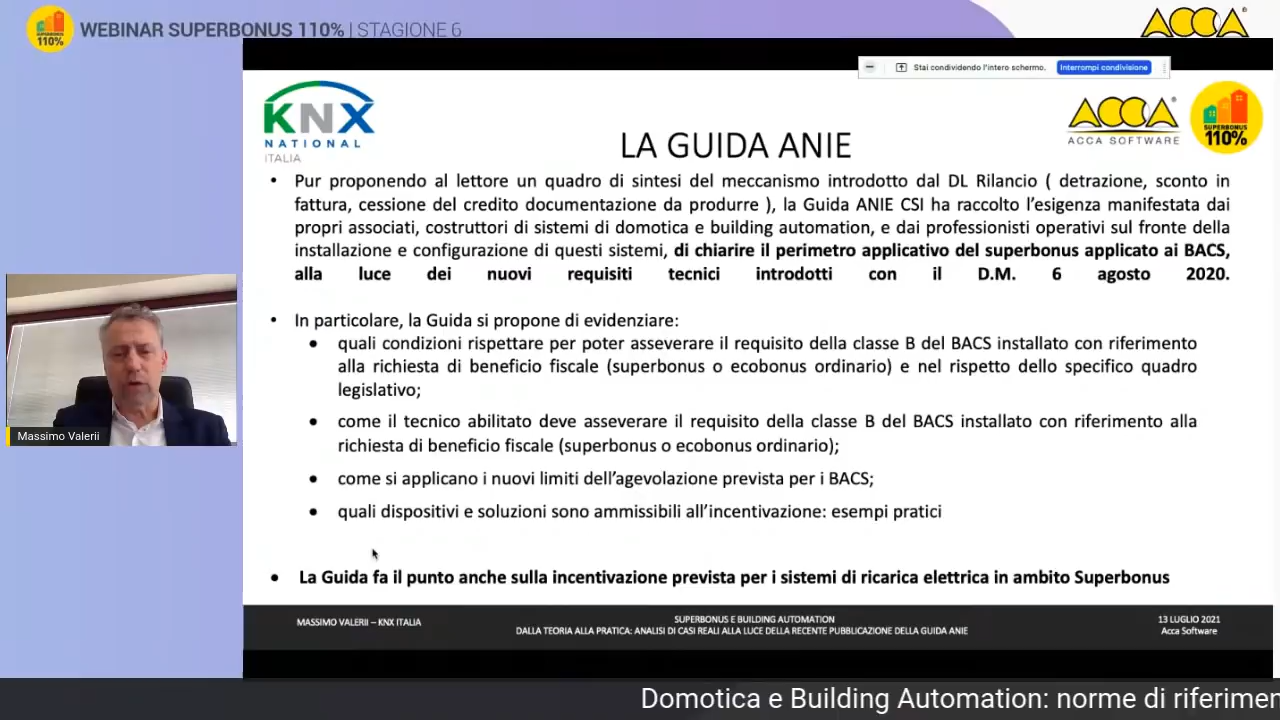 SUPERBONUS
110%
WEBINAR SUPERBONUS 110% | STAGIONE 6
ACCA
Stai condividendo l'intero schermo.
Interrompi condivisione
KNX
NATIONAL
ITALIA
LA GUIDA ANIE
ACCA
ACCA SOFTWARE
SUPERBONUS
110%
• Pur proponendo al lettore un quadro di sintesi del meccanismo introdotto dal DL Rilancio ( detrazione, sconto in
fattura, cessione del credito documentazione da produrre ), la Guida ANIE CSI ha raccolto l'esigenza manifestata dai
propri associati, costruttori di sistemi di domotica e building automation, e dai professionisti operativi sul fronte della
installazione e configurazione di questi sistemi, di chiarire il perimetro applicativo del superbonus applicato ai BACS,
alla luce dei nuovi requisiti tecnici introdotti con il D.M. 6 agosto 2020.
• In particolare, la Guida si propone di evidenziare:
• quali condizioni rispettare per poter asseverare il requisito della classe B del BACS installato con riferimento
alla richiesta di beneficio fiscale (superbonus o ecobonus ordinario) e nel rispetto dello specifico quadro
legislativo;
• come il tecnico abilitato deve asseverare il requisito della classe B del BACS installato con riferimento alla
richiesta di beneficio fiscale (superbonus o ecobonus ordinario);
• come si applicano i nuovi limiti dell'agevolazione prevista per i BACS;
• quali dispositivi e soluzioni sono ammissibili all'incentivazione: esempi pratici
• La Guida fa il punto anche sulla incentivazione prevista per i sistemi di ricarica elettrica in ambito Superbonus
Massimo Valerii
MASSIMO VALERII – KNX ITALIA
SUPERBONUS E BUILDING AUTOMATION
DALLA TEORIA ALLA PRATICA: ANALISI DI CASI REALI ALLA LUCE DELLA RECENTE PUBBLICAZIONE DELLA GUIDA ANIE
13 LUGLIO 2021
Acca Software
Domotica e Building Automation: norme di riferimen